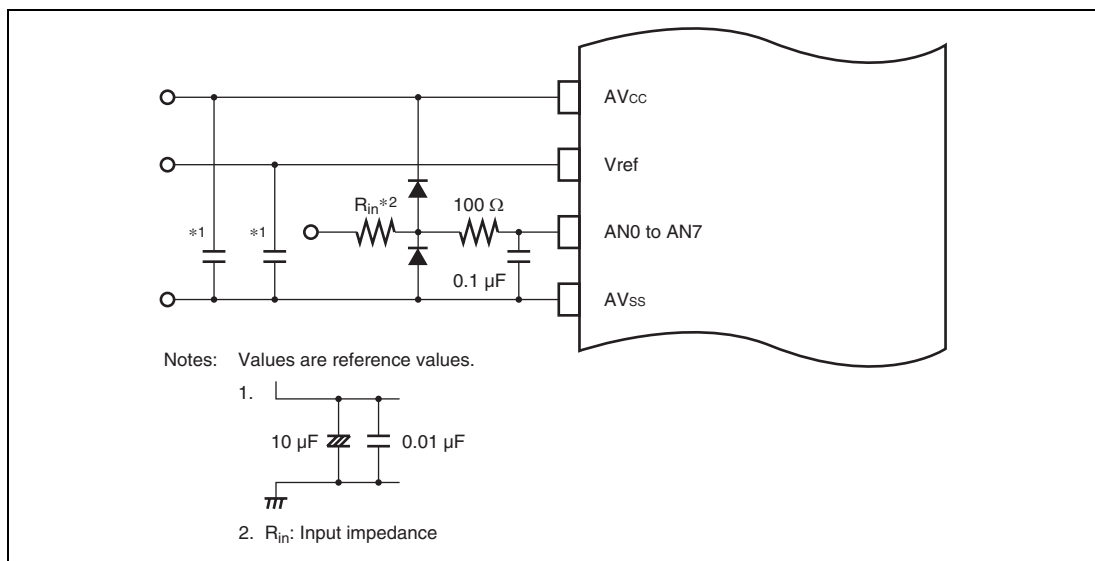 AVcc
Vref
*1
*1
Rin*2
100 Ω
AN0 to AN7
0.1 µF
AVss
Notes: Values are reference values.
1.
10 µF
0.01 µF
2. Rin: Input impedance